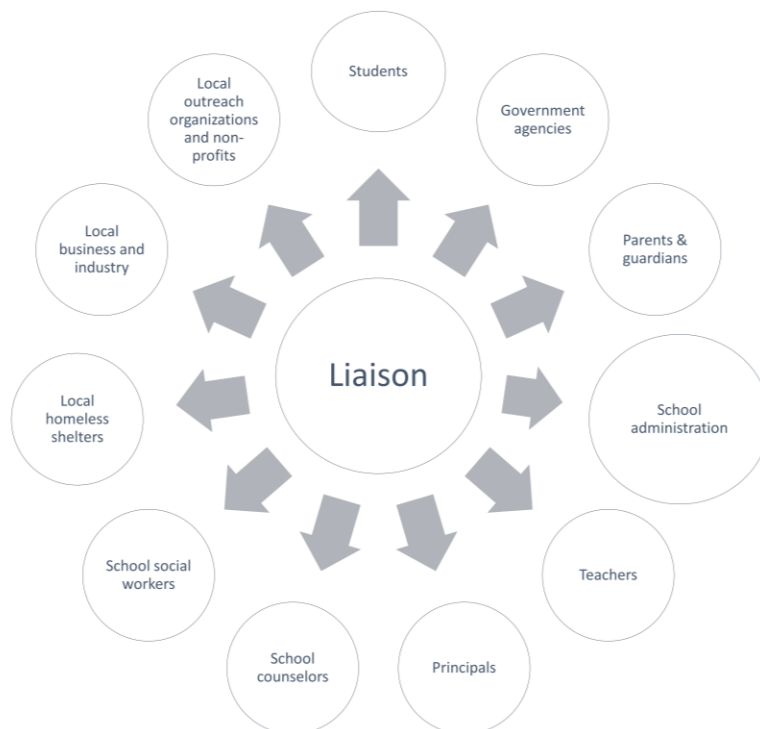 Students
Government
agencies
Parents &
guardians
School
administration
Teachers
Principals
School
counselors
School social
workers
Local
homeless
shelters
Local
business and
industry
Local
outreach
organizations
and non-
profits
Liaison